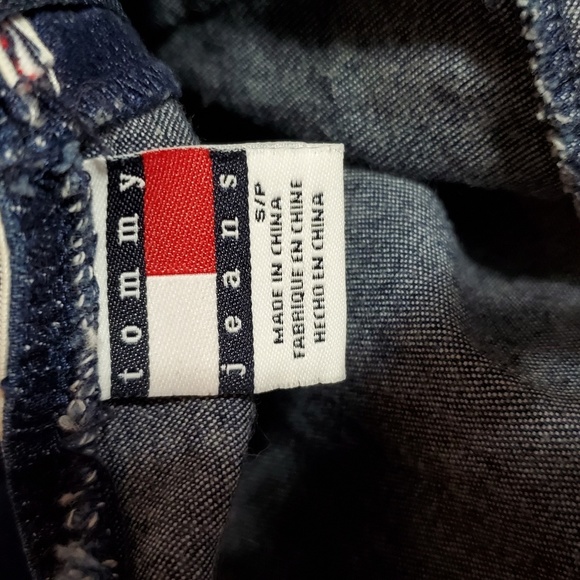 tommy
jeans
S/P
MADE IN CHINA
FABRIQUE EN CHINE
HECHO EN CHINA